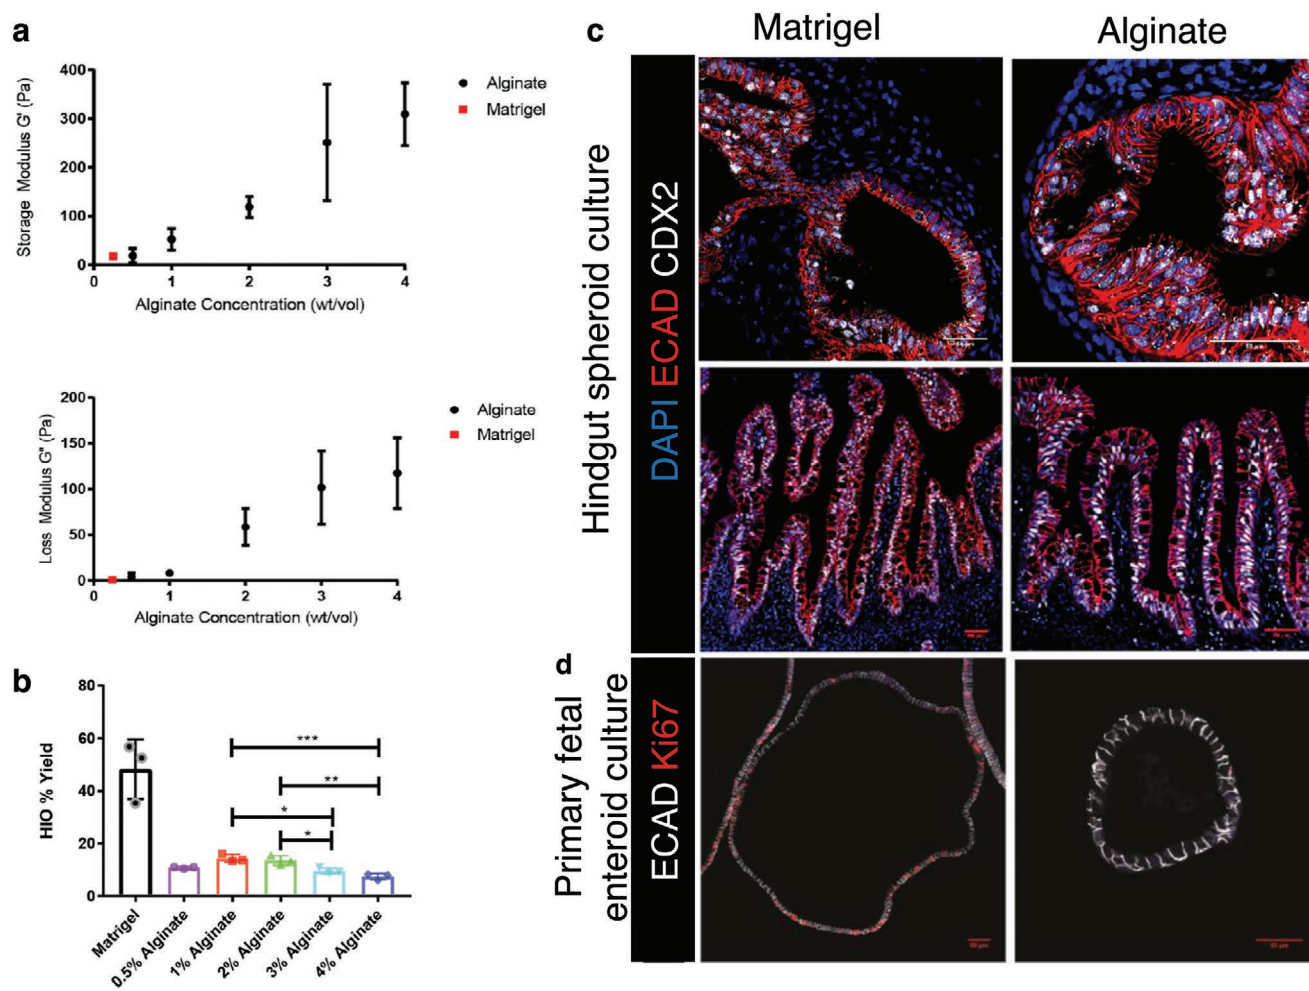 a
400
300
200
100
0
Storage Modulus G' (Pa)
0 1 2 3 4
Alginate Concentration (wt/vol)
Alginate
Matrigel
200
150
100
50
0
Loss Modulus G" (Pa)
0 1 2 3 4
Alginate Concentration (wt/vol)
Alginate
Matrigel
b
80
60
40
20
0
HIO % Yield
***
**
*
*
Matrigel
0.5% Alginate
1% Alginate
2% Alginate
3% Alginate
4% Alginate
c
Matrigel Alginate
Hindgut spheroid culture
DAPI ECAD CDX2
d
Primary fetal
enteroid culture
ECAD Ki67